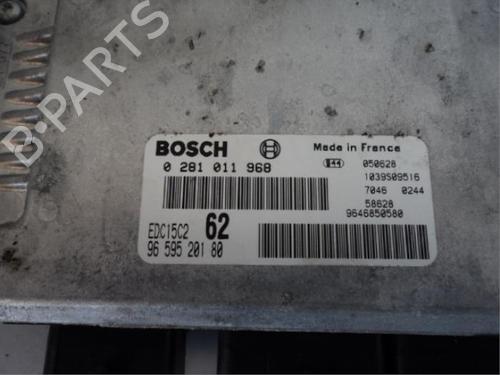 B-PARTS
BOSCH
Made in France
0 281 011 968
050628
1039S09516
7046 0244
58628
9646850580
EDC15C2 62
96 595 201 80